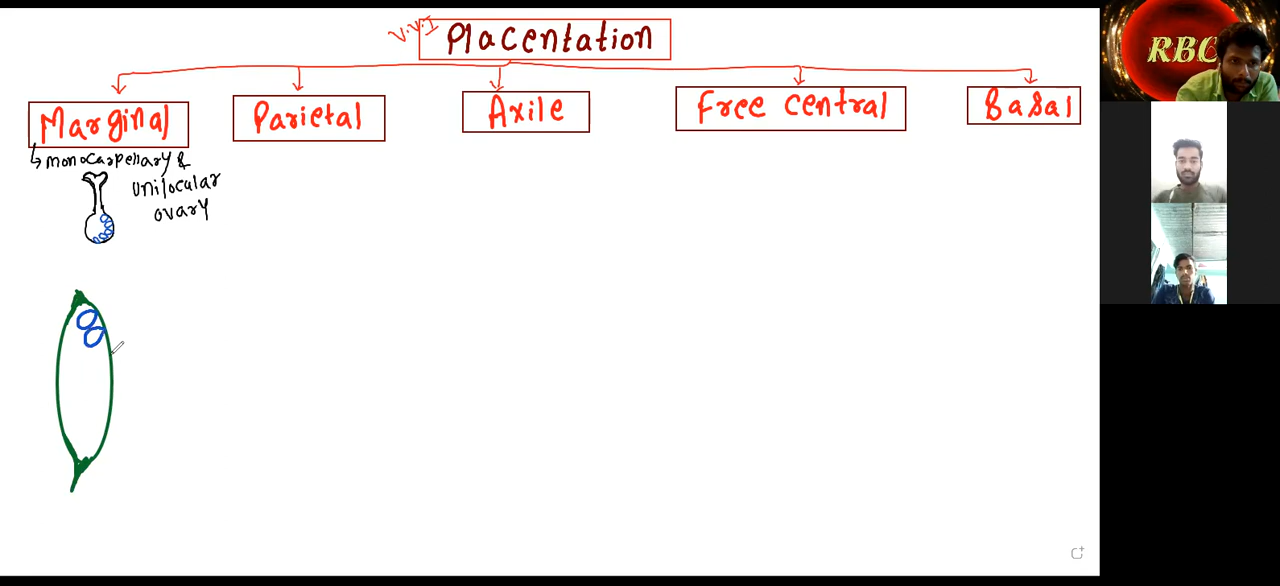 V.V.I
Placentation
Marginal
Parietal
Axile
Free central
Basal
↳ monocarpellary &
unilocular
ovary
RBC